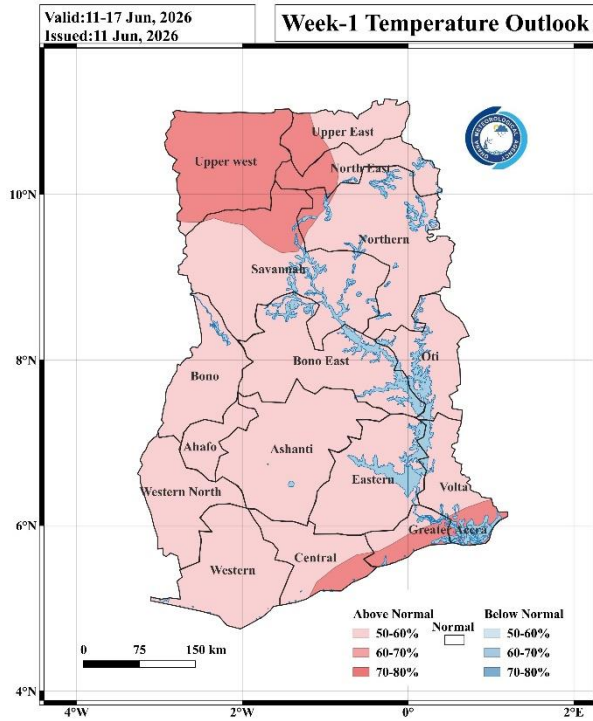 Valid:11-17 Jun, 2026
Issued:11 Jun, 2026
Week-1 Temperature Outlook
GHANA METEOROLOGICAL AGENCY
Upper East
Upper west
North East
10°N
Northern
Savannah
8°N
Bono East
Oti
Bono
Ahafo
Ashanti
Eastern
Western North
Volta
6°N
Greater Accra
Central
Western
Above Normal
Normal
Below Normal
50-60%
50-60%
60-70%
60-70%
70-80%
70-80%
0 75 150 km
4°N
4°W 2°W 0° 2°E